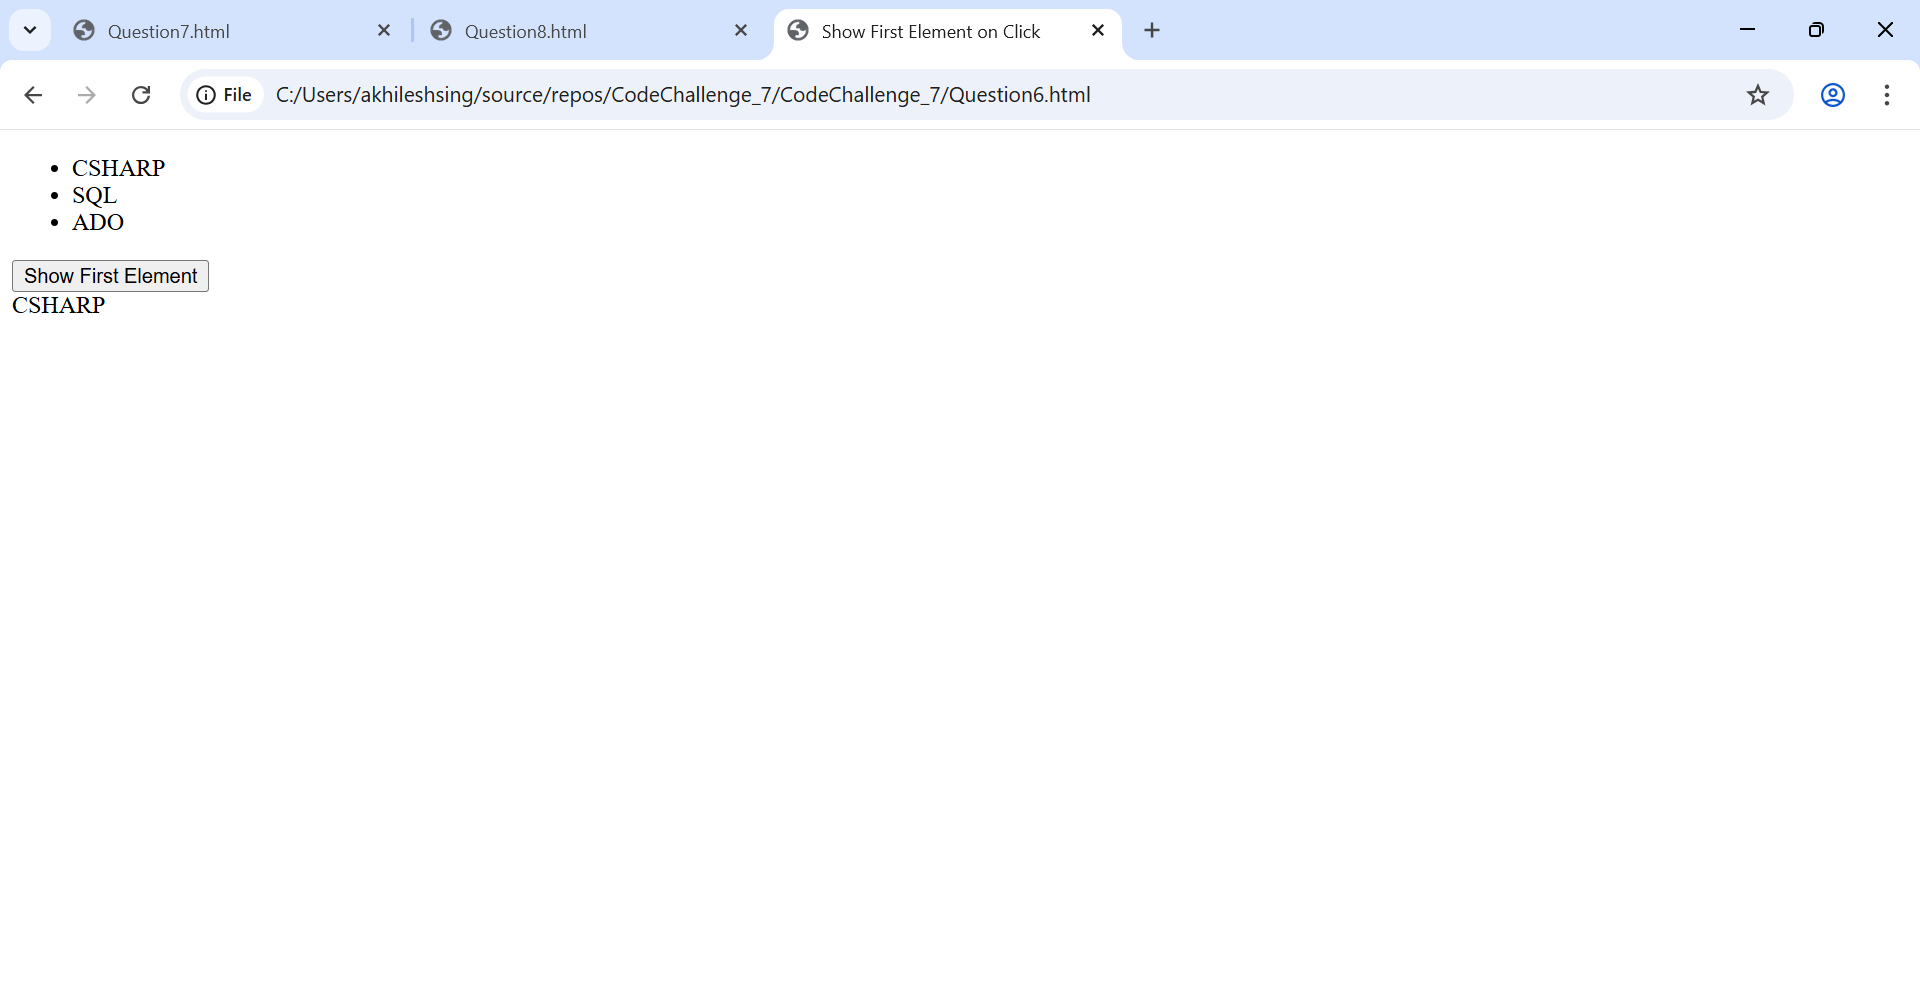 Question7.html
Question8.html
Show First Element on Click
File
C:/Users/akhileshsing/source/repos/CodeChallenge_7/CodeChallenge_7/Question6.html
• CSHARP
• SQL
• ADO
Show First Element
CSHARP